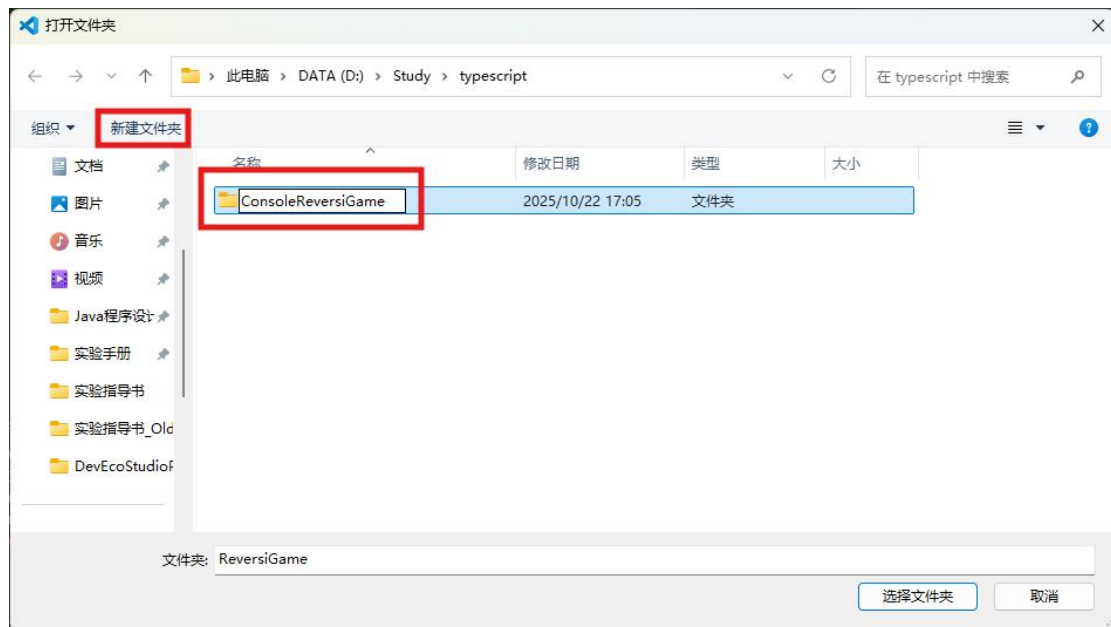 打开文件夹
此电脑 > DATA (D:) > Study > typescript
在 typescript 中搜索
组织
新建文件夹
名称
修改日期
类型
大小
文档
ConsoleReversiGame
2025/10/22 17:05
文件夹
图片
音乐
视频
Java程序设计
实验手册
实验指导书
实验指导书_Old
DevEcoStudioP
文件夹: ReversiGame
选择文件夹
取消